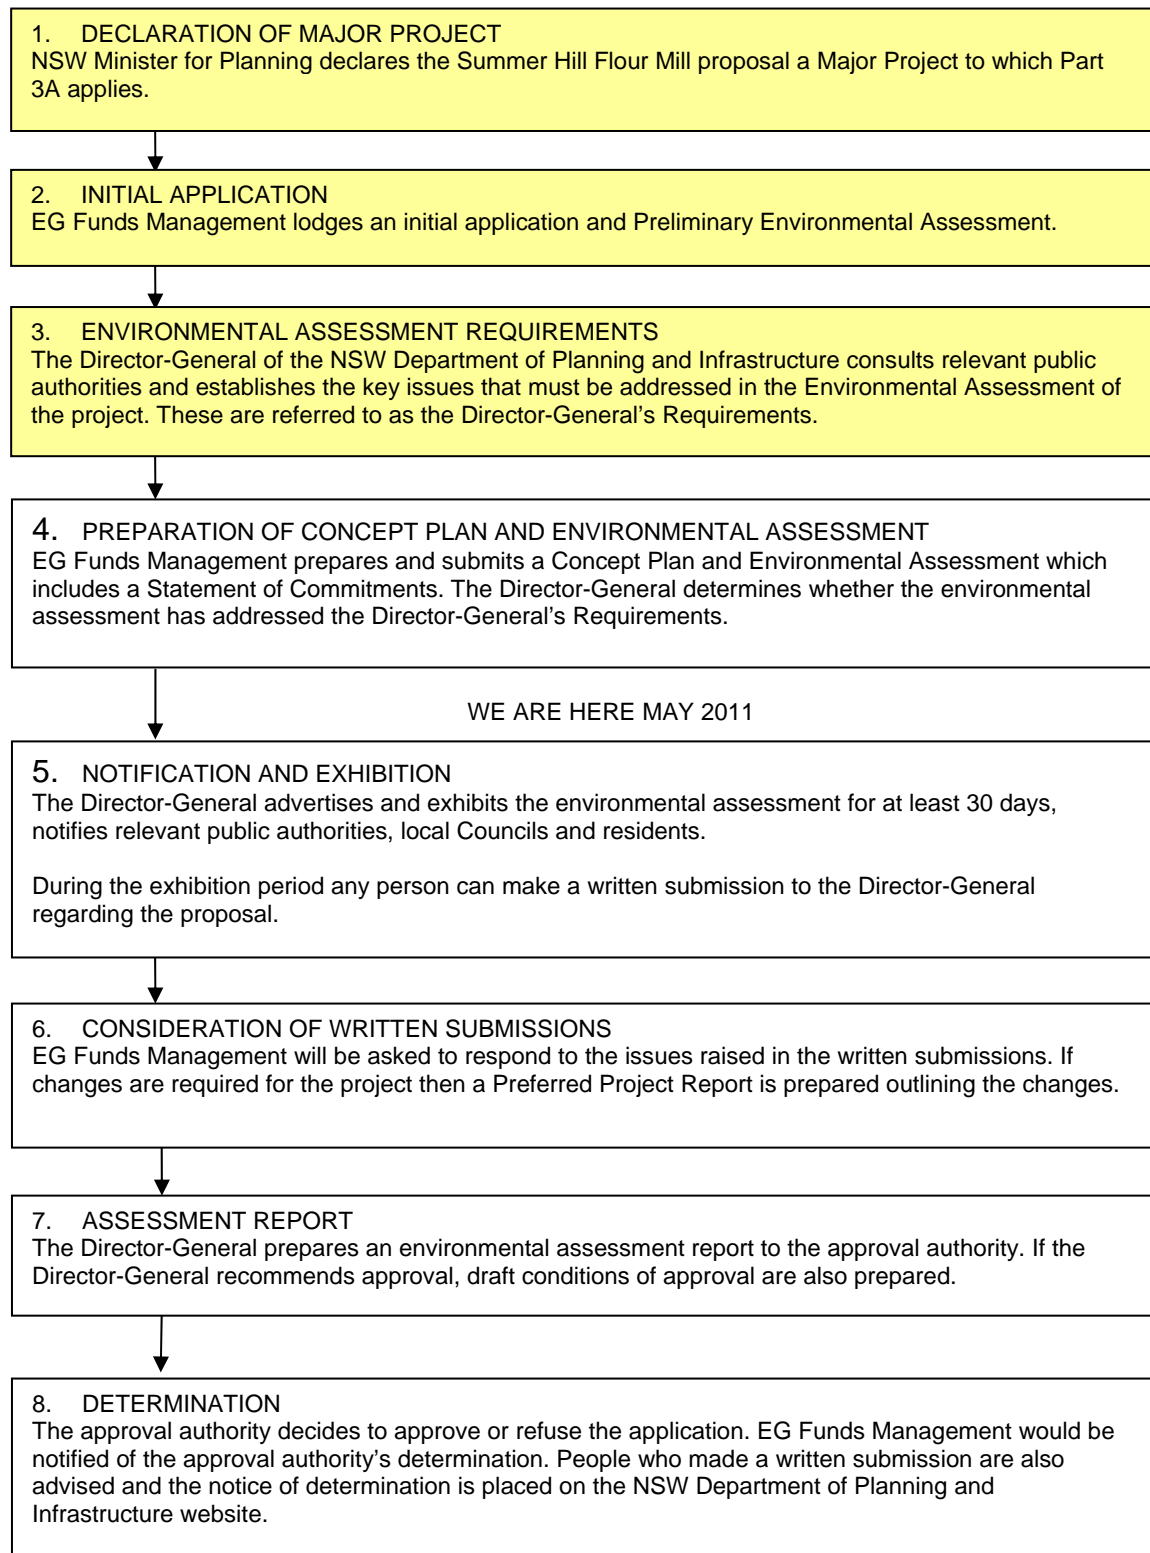 1. DECLARATION OF MAJOR PROJECT
NSW Minister for Planning declares the Summer Hill Flour Mill proposal a Major Project to which Part
3A applies.
2. INITIAL APPLICATION
EG Funds Management lodges an initial application and Preliminary Environmental Assessment.
3. ENVIRONMENTAL ASSESSMENT REQUIREMENTS
The Director-General of the NSW Department of Planning and Infrastructure consults relevant public
authorities and establishes the key issues that must be addressed in the Environmental Assessment of
the project. These are referred to as the Director-General's Requirements.
4. PREPARATION OF CONCEPT PLAN AND ENVIRONMENTAL ASSESSMENT
EG Funds Management prepares and submits a Concept Plan and Environmental Assessment which
includes a Statement of Commitments. The Director-General determines whether the environmental
assessment has addressed the Director-General's Requirements.
WE ARE HERE MAY 2011
5. NOTIFICATION AND EXHIBITION
The Director-General advertises and exhibits the environmental assessment for at least 30 days,
notifies relevant public authorities, local Councils and residents.
During the exhibition period any person can make a written submission to the Director-General
regarding the proposal.
6. CONSIDERATION OF WRITTEN SUBMISSIONS
EG Funds Management will be asked to respond to the issues raised in the written submissions. If
changes are required for the project then a Preferred Project Report is prepared outlining the changes.
7. ASSESSMENT REPORT
The Director-General prepares an environmental assessment report to the approval authority. If the
Director-General recommends approval, draft conditions of approval are also prepared.
8. DETERMINATION
The approval authority decides to approve or refuse the application. EG Funds Management would be
notified of the approval authority's determination. People who made a written submission are also
advised and the notice of determination is placed on the NSW Department of Planning and
Infrastructure website.